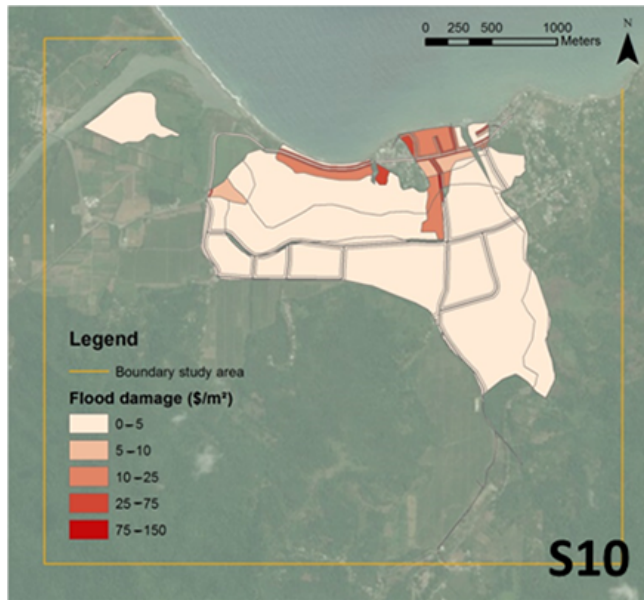 0 250 500 1000
Meters
N
Legend
Boundary study area
Flood damage ($/m²)
0–5
5–10
10–25
25–75
75–150
S10